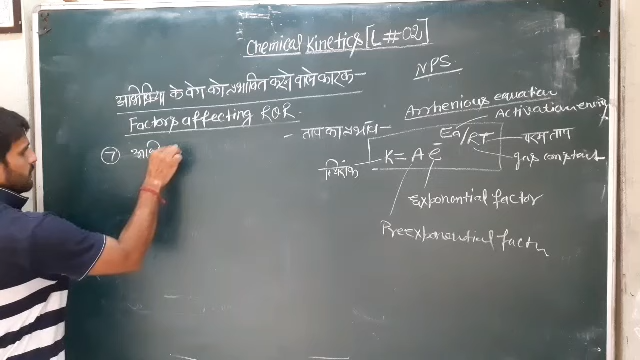 Chemical Kinetics [L #02]
NPS
अभिक्रिया के वेग को प्रभावित करने वाले कारक-
Factors affecting ROR.
Arrhenious equation
- ताप का प्रभाव-
Activation energy
Ea/RT
परम ताप
gas constant
K = A e-
Exponential factor
Preexponential factor
7 अभि